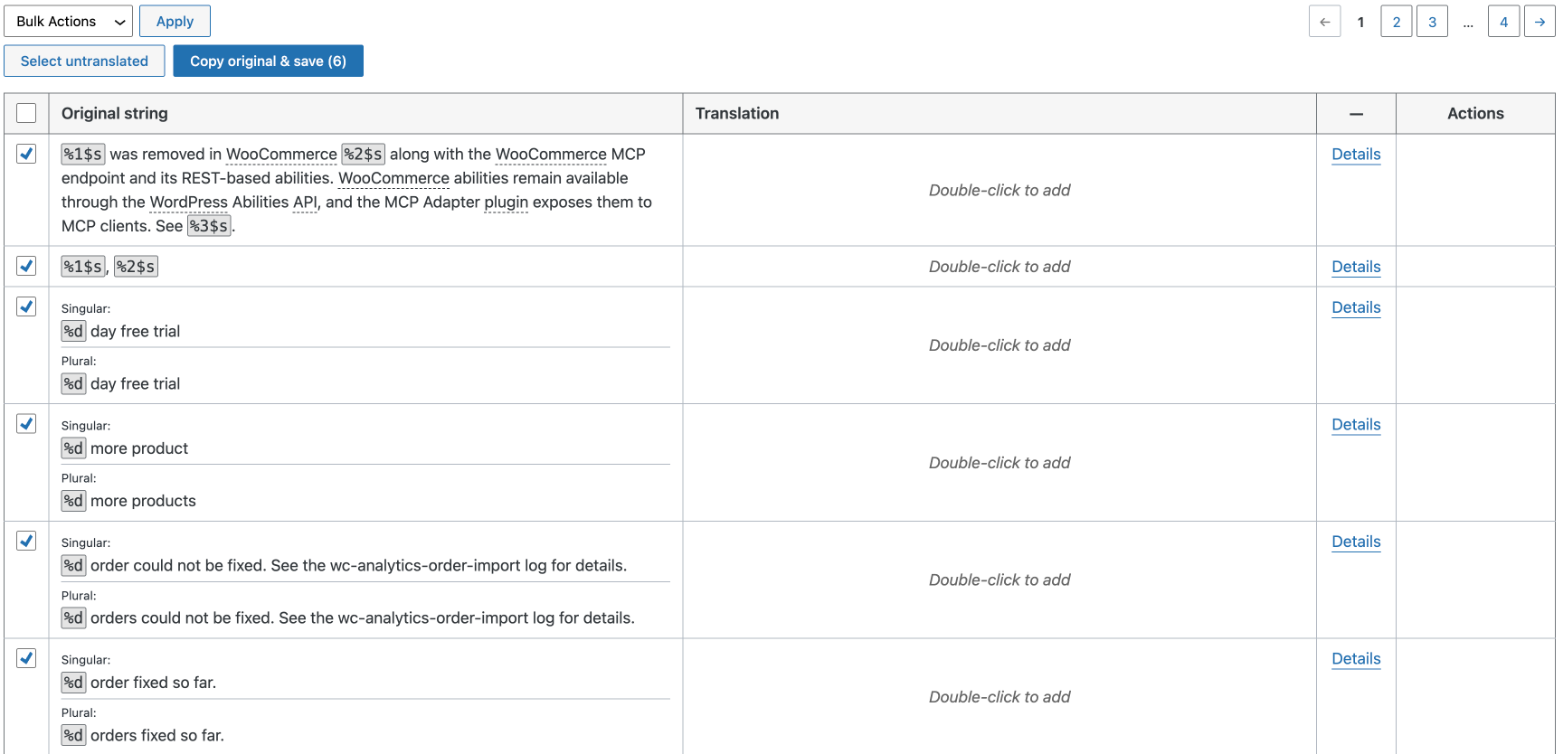 Bulk Actions Apply ← 1 2 3 ... 4 →
Select untranslated Copy original & save (6)
Original string Translation — Actions
%1$s was removed in WooCommerce %2$s along with the WooCommerce MCP
endpoint and its REST-based abilities. WooCommerce abilities remain available
through the WordPress Abilities API, and the MCP Adapter plugin exposes them to
MCP clients. See %3$s.
Double-click to add
Details
%1$s, %2$s Double-click to add Details
Singular:
%d day free trial
Plural:
%d day free trial
Double-click to add
Details
Singular:
%d more product
Plural:
%d more products
Double-click to add
Details
Singular:
%d order could not be fixed. See the wc-analytics-order-import log for details.
Plural:
%d orders could not be fixed. See the wc-analytics-order-import log for details.
Double-click to add
Details
Singular:
%d order fixed so far.
Plural:
%d orders fixed so far.
Double-click to add
Details